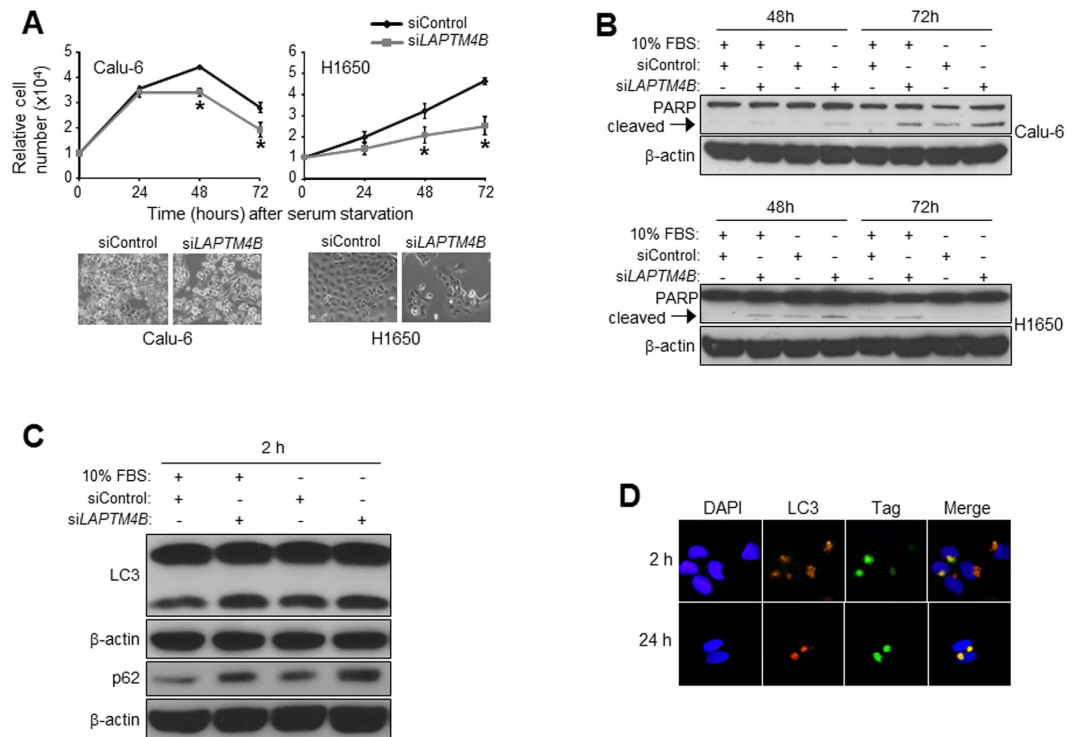 A
siControl
siLAPTM4B
Relative cell
number (x10⁴)
5
4
3
2
1
0
Calu-6
*
*
0 24 48 72
6
5
4
3
2
1
0
H1650
*
*
0 24 48 72
Time (hours) after serum starvation
siControl siLAPTM4B siControl siLAPTM4B
Calu-6 H1650
B
48h 72h
10% FBS: + + - - + + - -
siControl: + - + - + - + -
siLAPTM4B: - + - + - + - +
PARP
cleaved
Calu-6
β-actin
48h 72h
10% FBS: + + - - + + - -
siControl: + - + - + - + -
siLAPTM4B: - + - + - + - +
PARP
cleaved
H1650
β-actin
C
2 h
10% FBS: + + - -
siControl: + - + -
siLAPTM4B: - + - +
LC3
β-actin
p62
β-actin
D
DAPI LC3 Tag Merge
2 h
24 h